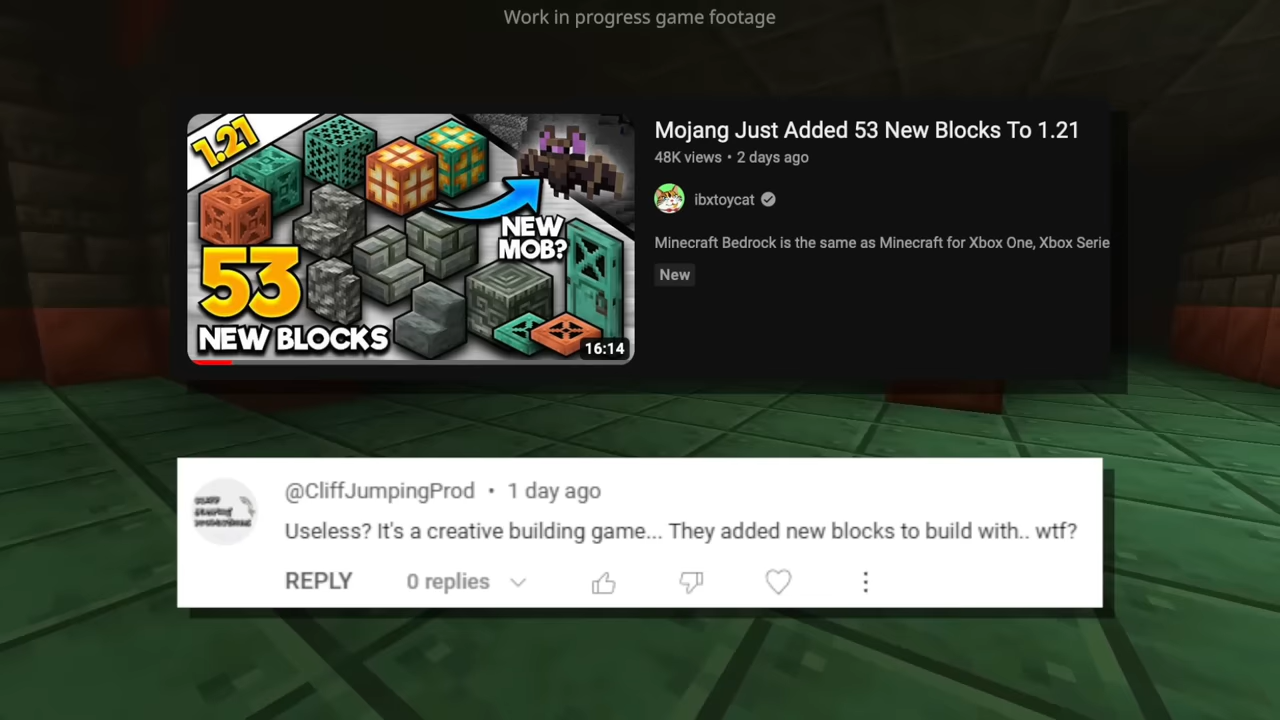 Work in progress game footage
1.21
NEW
MOB?
53
NEW BLOCKS
16:14
Mojang Just Added 53 New Blocks To 1.21
48K views • 2 days ago
ibxtoycat
Minecraft Bedrock is the same as Minecraft for Xbox One, Xbox Serie
New
@CliffJumpingProd • 1 day ago
Useless? It's a creative building game... They added new blocks to build with.. wtf?
REPLY 0 replies